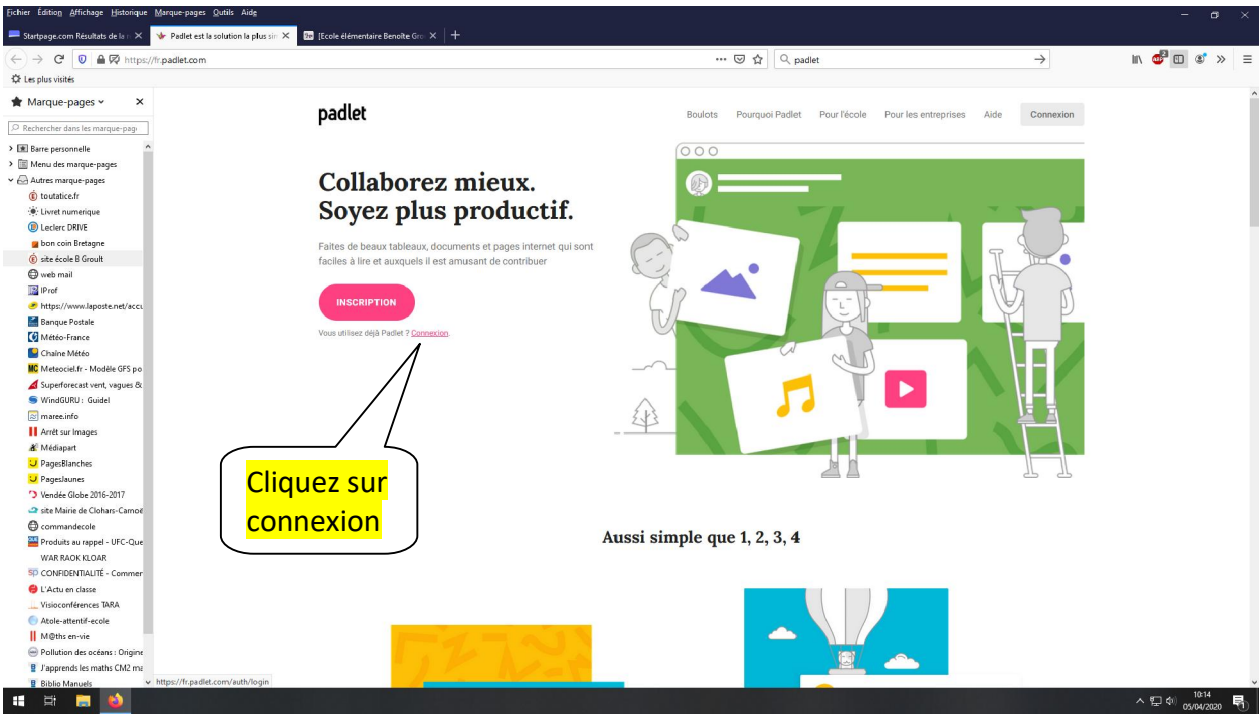 Fichier Édition Affichage Historique Marque-pages Outils Aide
Startpage.com Résultats de la
Padlet est la solution la plus sim
[Ecole élémentaire Benoîte Gro
https://fr.padlet.com
padlet
Les plus visités
Marque-pages
Rechercher dans les marque-pag
Barre personnelle
Menu des marque-pages
Autres marque-pages
toutatice.fr
Livret numerique
Leclerc DRIVE
bon coin Bretagne
site école B Groult
web mail
IProf
https://www.laposte.net/accu
Banque Postale
Météo-France
Chaîne Météo
Meteociel.fr - Modèle GFS po
Superforecast vent, vagues &
WindGURU : Guidel
maree.info
Arrêt sur Images
Médiapart
PagesBlanches
PagesJaunes
Vendée Globe 2016-2017
site Mairie de Clohars-Carnoë
commandecole
Produits au rappel - UFC-Que
WAR RAOK KLOAR
CONFIDENTIALITÉ - Commer
L'Actu en classe
Visioconférences TARA
Atole-attentif-ecole
M@ths en-vie
Pollution des océans : Origine
J'apprends les maths CM2 ma
Biblio Manuels
padlet
Boulots Pourquoi Padlet Pour l'école Pour les entreprises Aide Connexion
Collaborez mieux.
Soyez plus productif.
Faites de beaux tableaux, documents et pages internet qui sont
faciles à lire et auxquels il est amusant de contribuer
INSCRIPTION
Vous utilisez déjà Padlet ? Connexion.
Cliquez sur
connexion
Aussi simple que 1, 2, 3, 4
https://fr.padlet.com/auth/login
10:14
05/04/2020